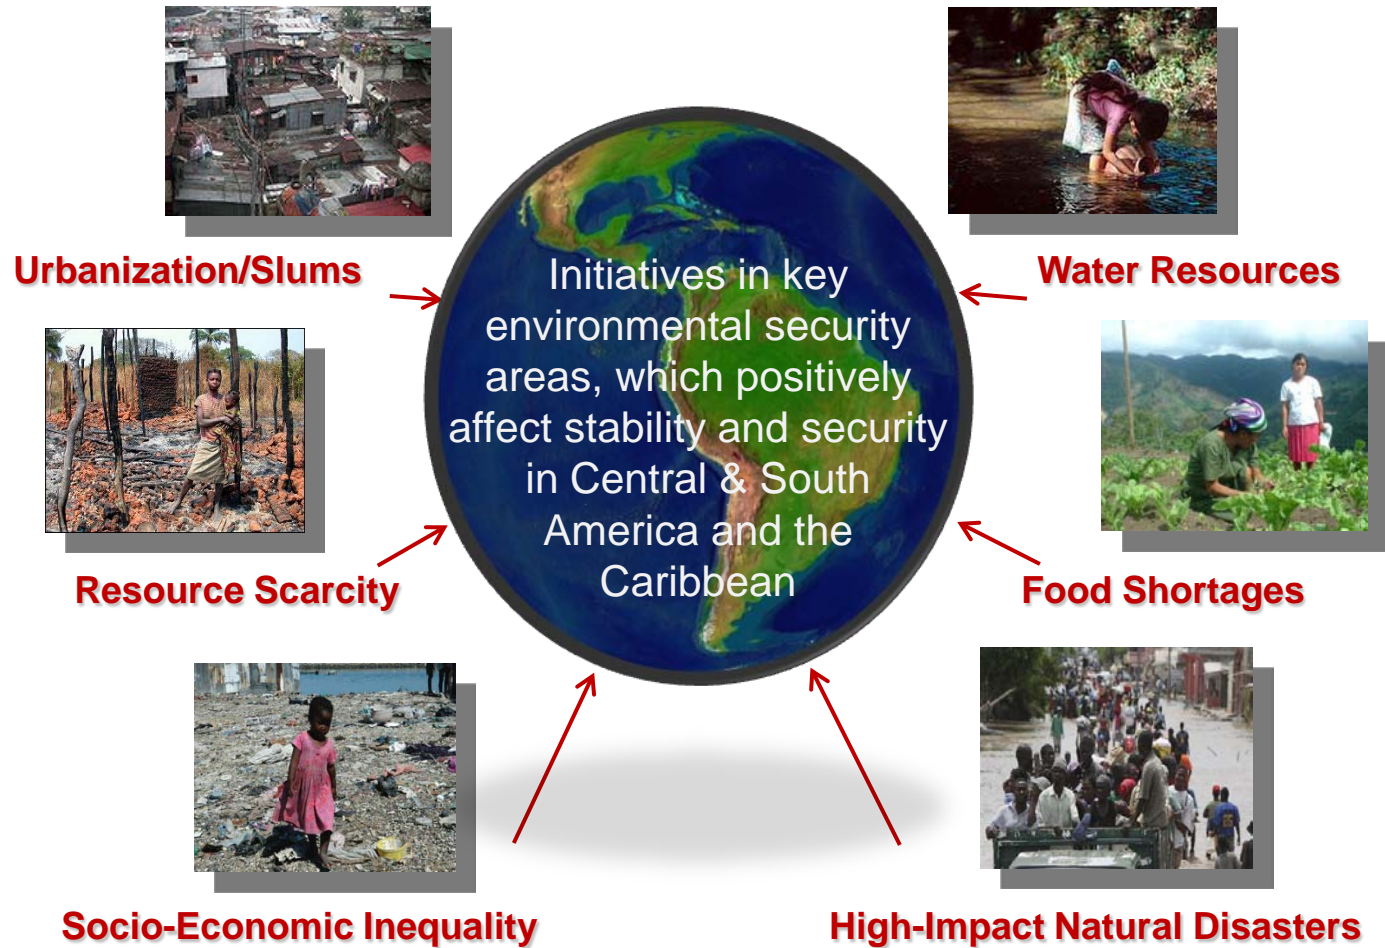 Urbanization/Slums
Water Resources
Initiatives in key
environmental security
areas, which positively
affect stability and security
in Central & South
America and the
Caribbean
Resource Scarcity
Food Shortages
Socio-Economic Inequality
High-Impact Natural Disasters